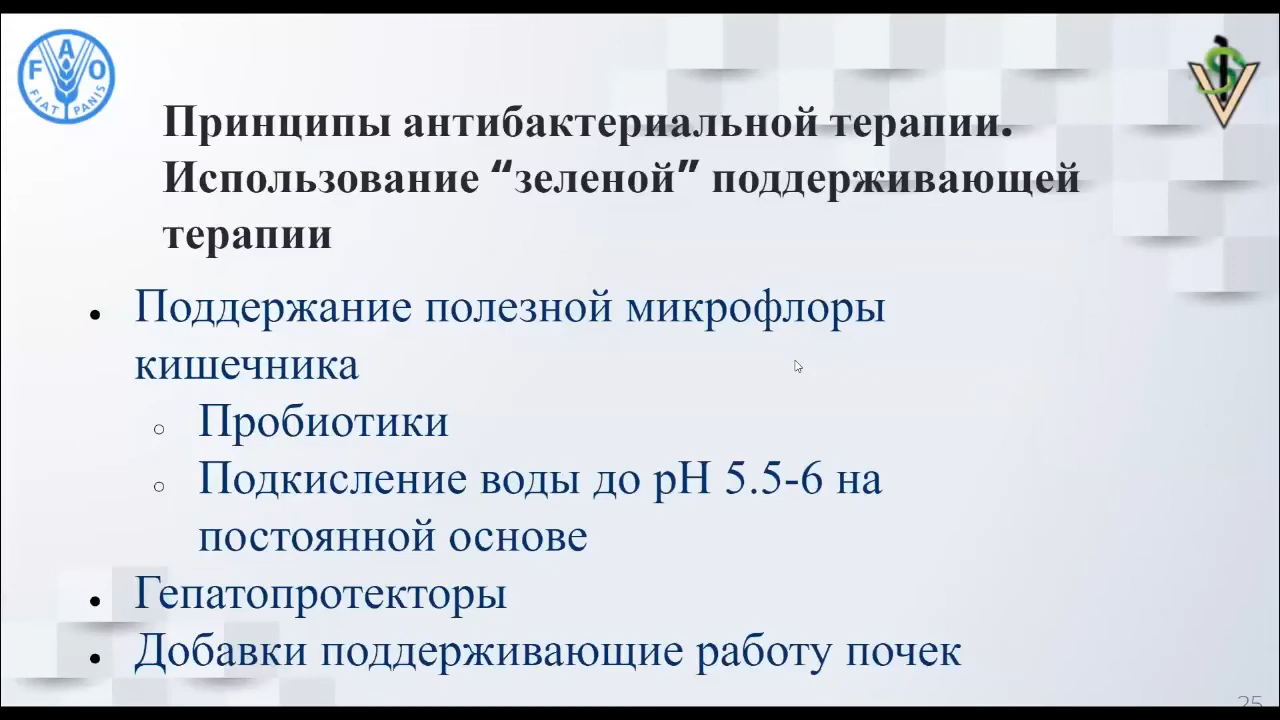 FAO
FIAT PANIS
Принципы антибактериальной терапии.
Использование “зеленой” поддерживающей
терапии
Поддержание полезной микрофлоры
кишечника
Пробиотики
Подкисление воды до pH 5.5-6 на
постоянной основе
Гепатопротекторы
Добавки поддерживающие работу почек
25